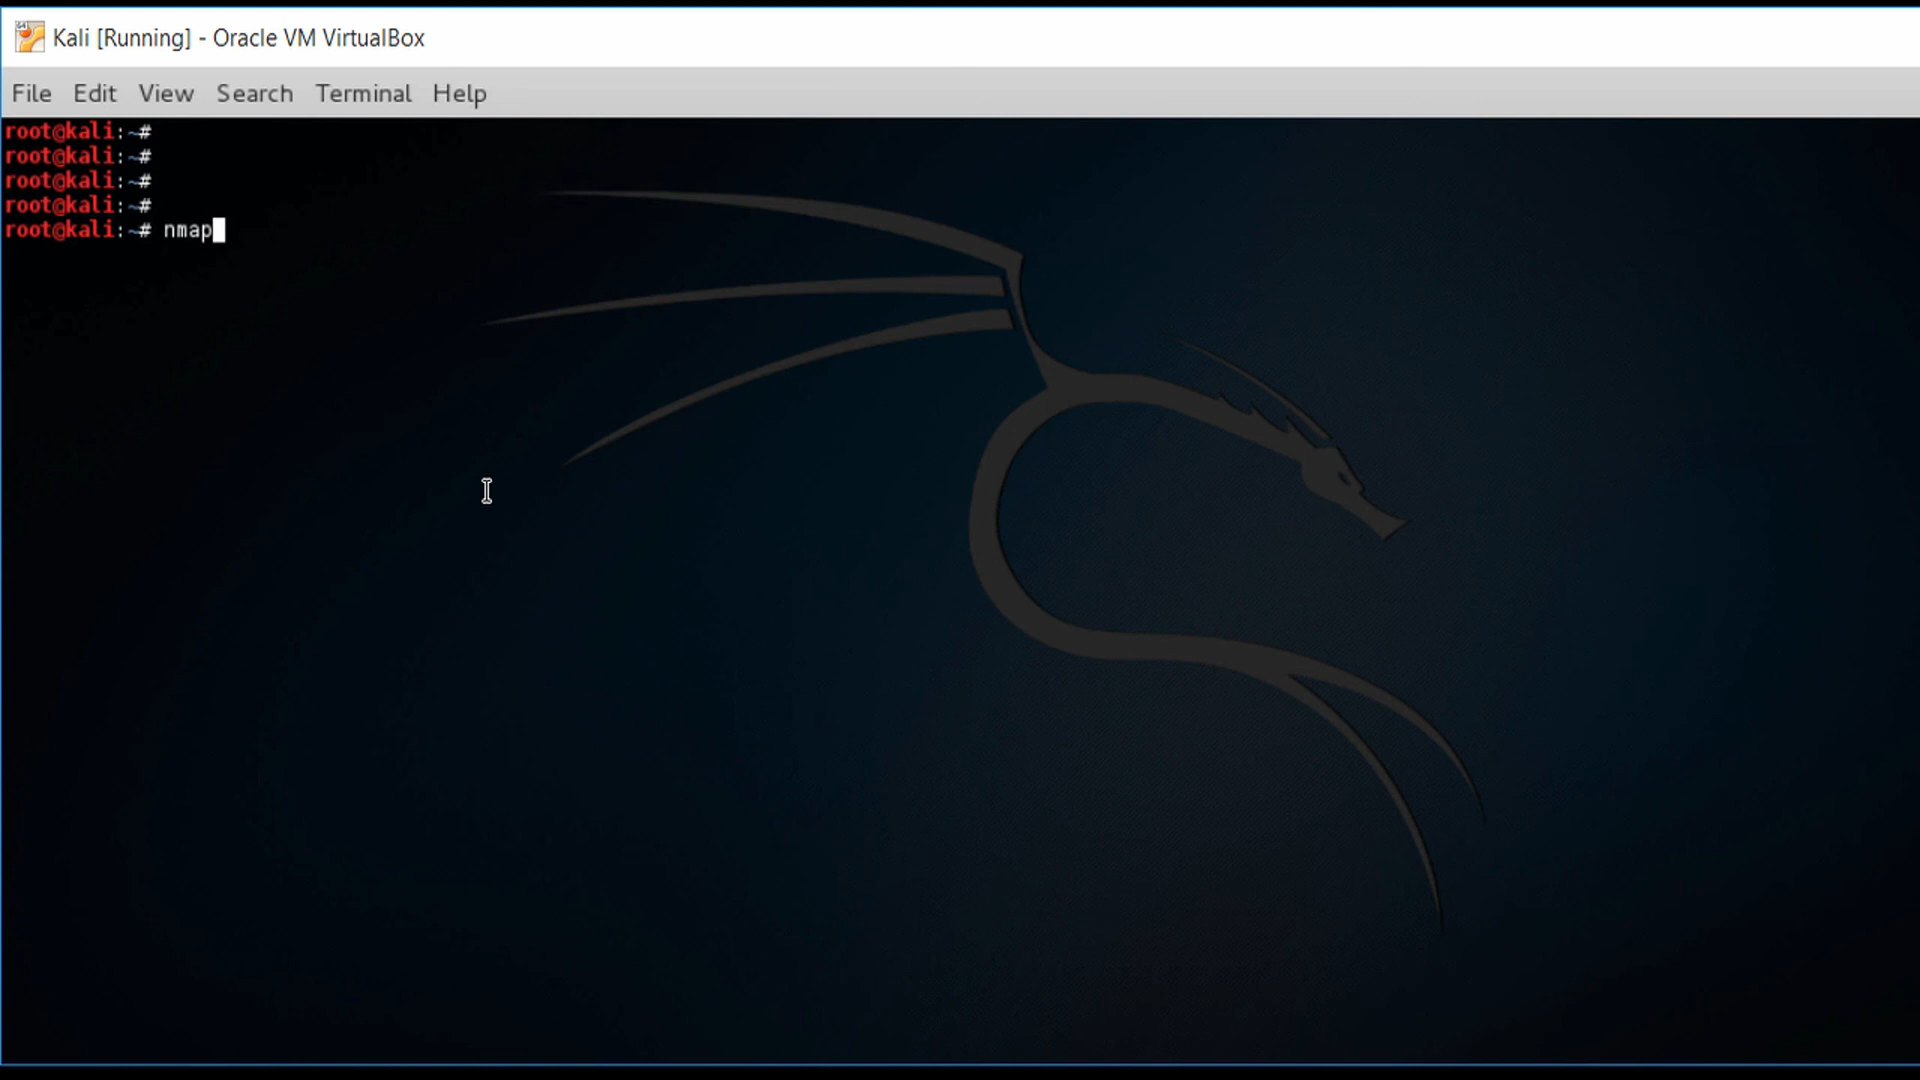 Kali [Running] - Oracle VM VirtualBox
File Edit View Search Terminal Help
root@kali:~#
root@kali:~#
root@kali:~#
root@kali:~#
root@kali:~# nmap